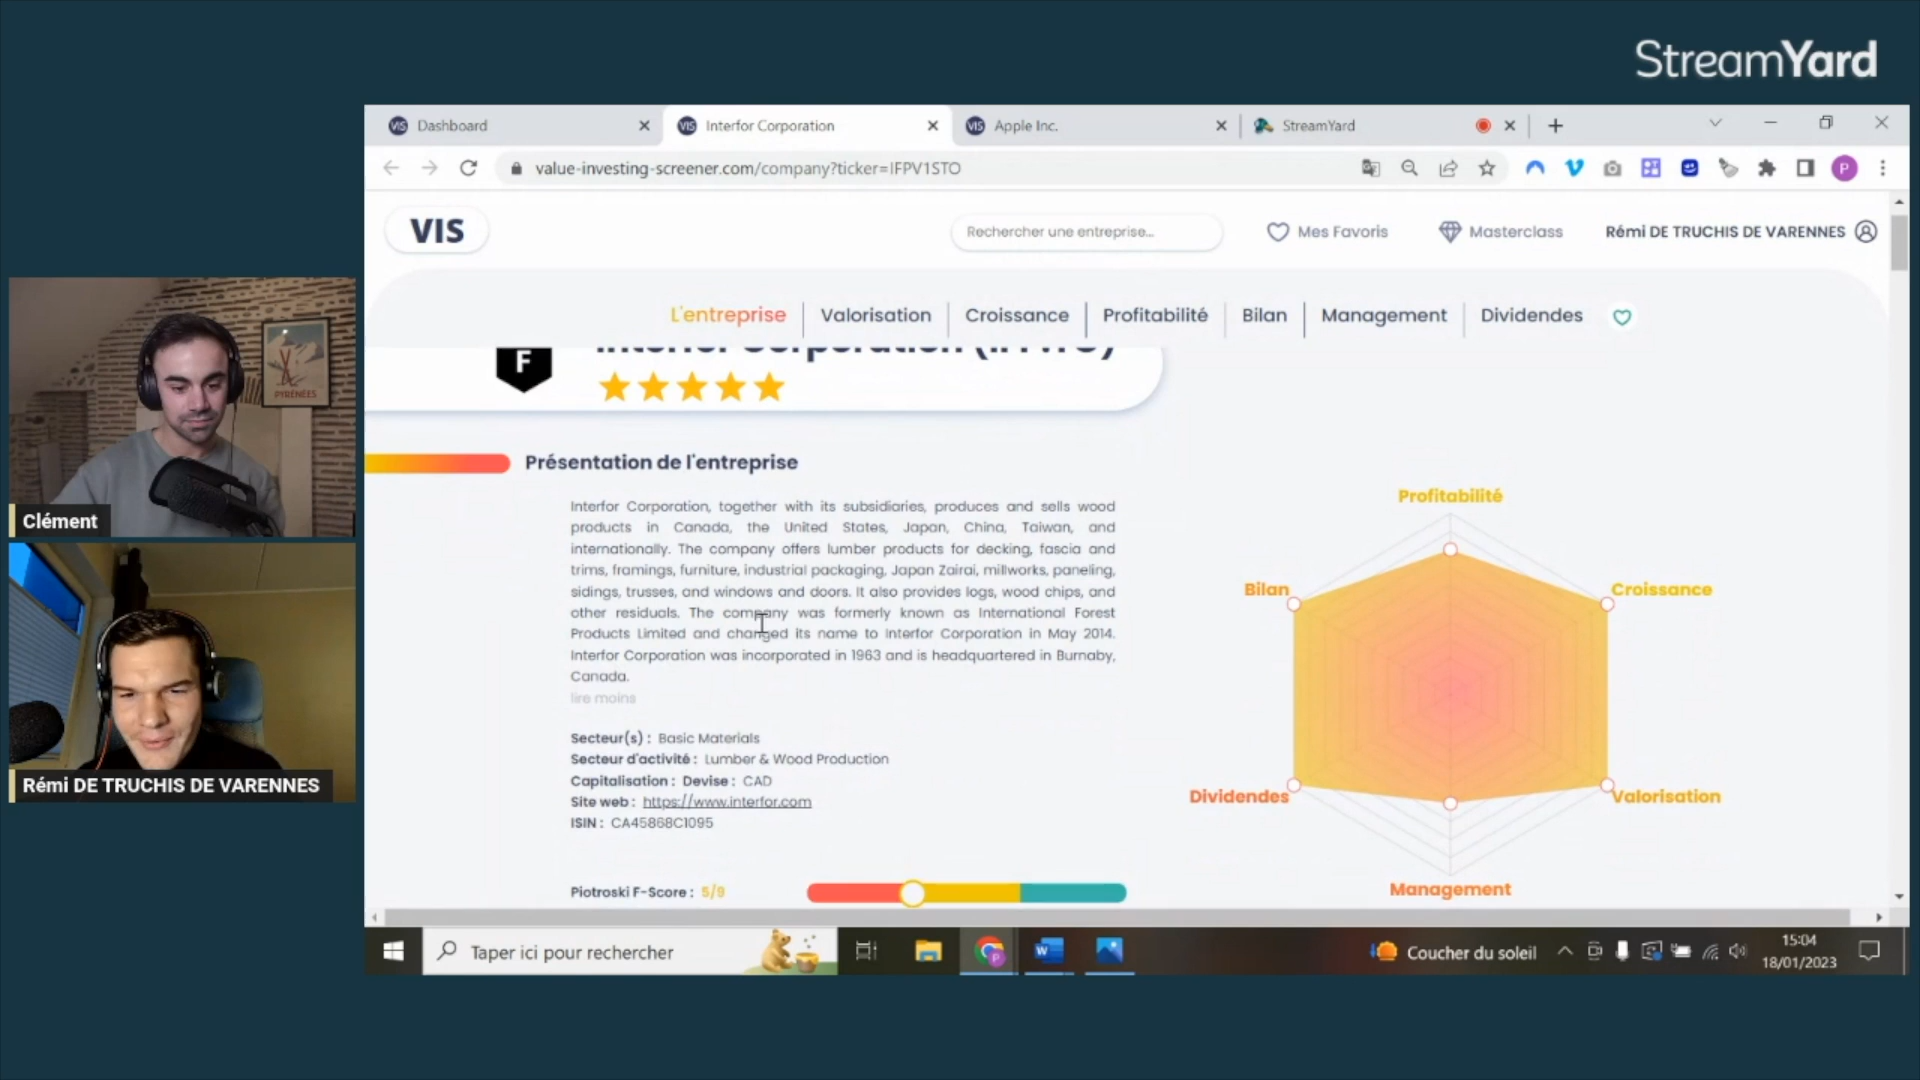 StreamYard
Dashboard
Interfor Corporation
Apple Inc.
StreamYard
value-investing-screener.com/company?ticker=IFPV1STO
P
VIS
Rechercher une entreprise...
Mes Favoris
Masterclass
Rémi DE TRUCHIS DE VARENNES
L'entreprise
Valorisation
Croissance
Profitabilité
Bilan
Management
Dividendes
F
Interfor Corporation
Présentation de l'entreprise
Interfor Corporation, together with its subsidiaries, produces and sells wood
products in Canada, the United States, Japan, China, Taiwan, and
internationally. The company offers lumber products for decking, fascia and
trims, framings, furniture, industrial packaging, Japan Zairai, millworks, paneling,
sidings, trusses, and windows and doors. It also provides logs, wood chips, and
other residuals. The company was formerly known as International Forest
Products Limited and changed its name to Interfor Corporation in May 2014.
Interfor Corporation was incorporated in 1963 and is headquartered in Burnaby,
Canada.
lire moins
Secteur(s) : Basic Materials
Secteur d'activité : Lumber & Wood Production
Capitalisation : Devise : CAD
Site web : https://www.interfor.com
ISIN : CA45868C1095
Piotroski F-Score : 5/9
Profitabilité
Bilan
Croissance
Dividendes
Valorisation
Management
PYRÉNÉES
Clément
Rémi DE TRUCHIS DE VARENNES
Taper ici pour rechercher
Coucher du soleil
15:04
18/01/2023